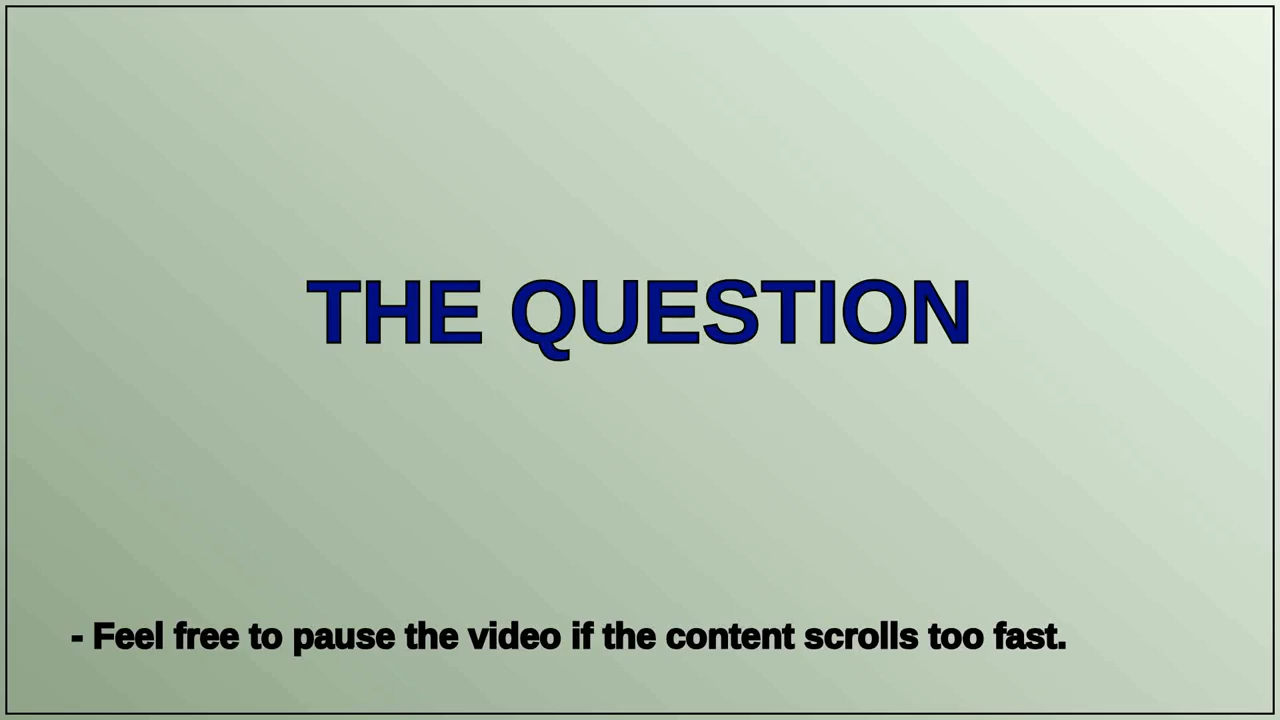 THE QUESTION
- Feel free to pause the video if the content scrolls too fast.